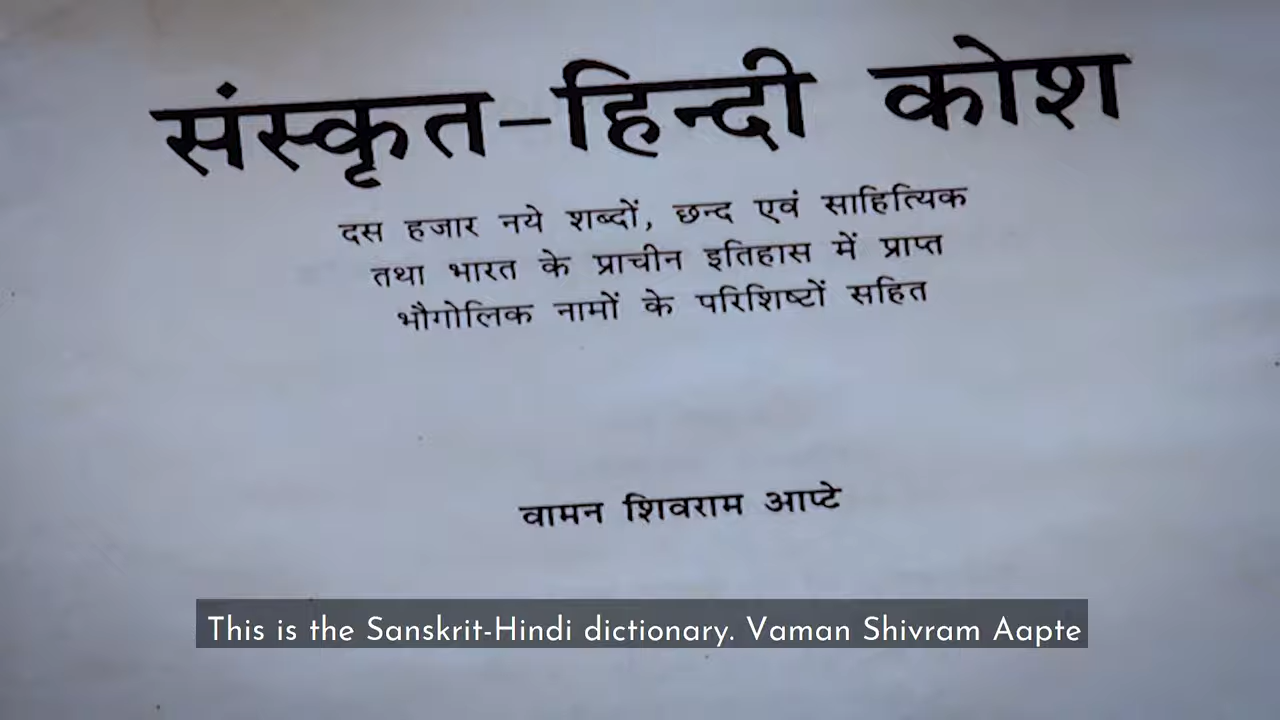 संस्कृत-हिन्दी कोश
दस हजार नये शब्दों, छन्द एवं साहित्यिक
तथा भारत के प्राचीन इतिहास में प्राप्त
भौगोलिक नामों के परिशिष्टों सहित
वामन शिवराम आप्टे
This is the Sanskrit-Hindi dictionary. Vaman Shivram Aapte